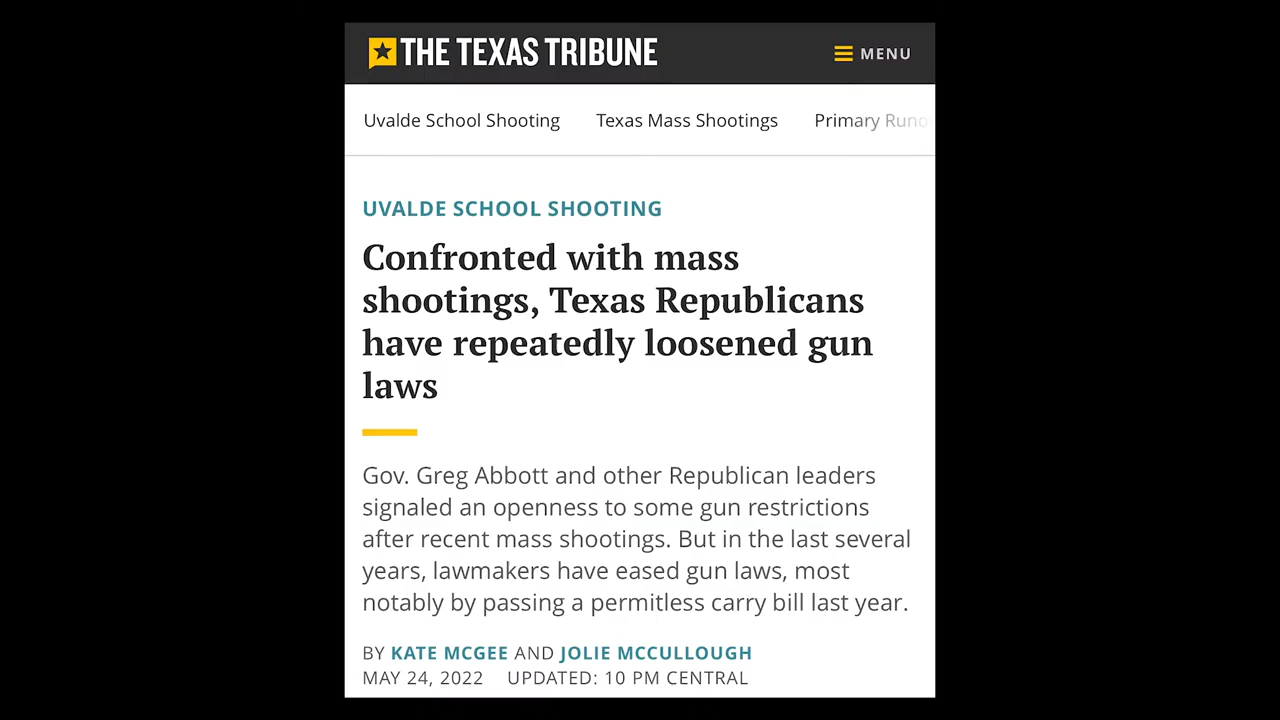 THE TEXAS TRIBUNE
MENU
Uvalde School Shooting Texas Mass Shootings Primary
UVALDE SCHOOL SHOOTING
Confronted with mass
shootings, Texas Republicans
have repeatedly loosened gun
laws
Gov. Greg Abbott and other Republican leaders
signaled an openness to some gun restrictions
after recent mass shootings. But in the last several
years, lawmakers have eased gun laws, most
notably by passing a permitless carry bill last year.
BY KATE MCGEE AND JOLIE MCCULLOUGH
MAY 24, 2022 UPDATED: 10 PM CENTRAL